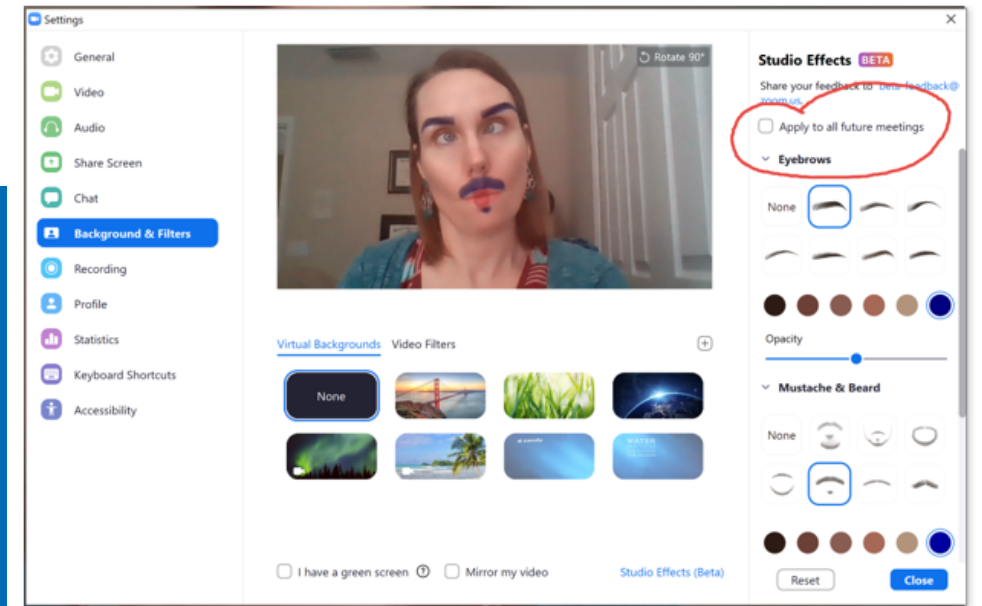 Settings
General
Video
Audio
Share Screen
Chat
Background & Filters
Recording
Profile
Statistics
Keyboard Shortcuts
Accessibility
Rotate 90°
Virtual Backgrounds Video Filters
None
WATER
I have a green screen
Mirror my video
Studio Effects (Beta)
Studio Effects BETA
Share your feedback to beta-feedback@
zoom.us.
Apply to all future meetings
Eyebrows
None
Opacity
Mustache & Beard
None
Reset
Close